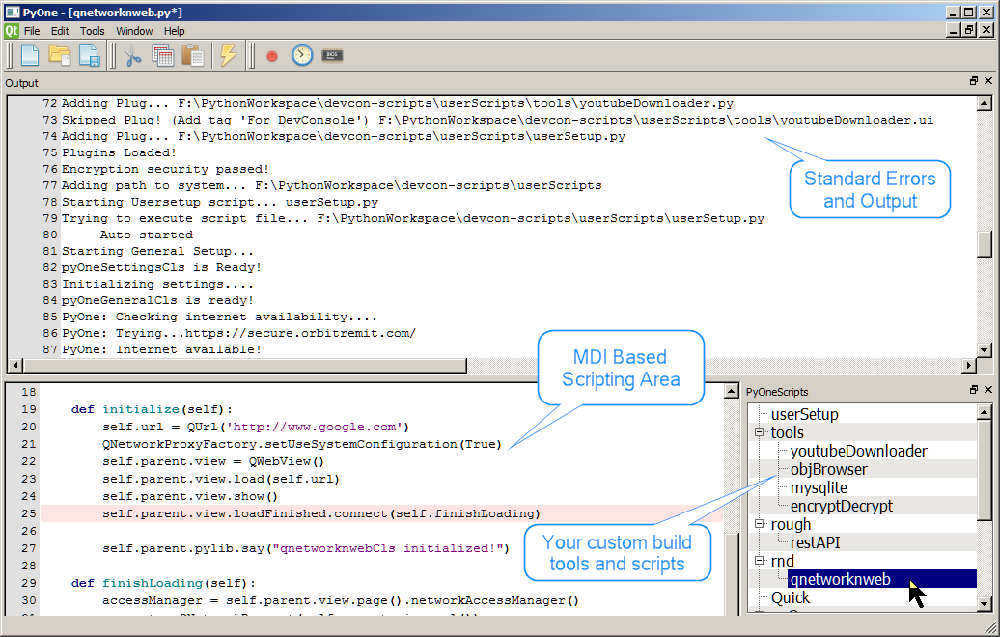 PyOne - [qnetworknweb.py*]
Qt File Edit Tools Window Help
BIOS
Output
72 Adding Plug... F:\PythonWorkspace\devcon-scripts\userScripts\tools\youtubeDownloader.py
73 Skipped Plug! (Add tag 'For DevConsole') F:\PythonWorkspace\devcon-scripts\userScripts\tools\youtubeDownloader.ui
74 Adding Plug... F:\PythonWorkspace\devcon-scripts\userScripts\userSetup.py
75 Plugins Loaded!
76 Encryption security passed!
77 Adding path to system... F:\PythonWorkspace\devcon-scripts\userScripts
78 Starting Usersetup script... userSetup.py
79 Trying to execute script file... F:\PythonWorkspace\devcon-scripts\userScripts\userSetup.py
80 -----Auto started-----
81 Starting General Setup...
82 pyOneSettingsCls is Ready!
83 Initializing settings....
84 pyOneGeneralCls is ready!
85 PyOne: Checking internet availability....
86 PyOne: Trying...https://secure.orbitremit.com/
87 PyOne: Internet available!
Standard Errors
and Output
MDI Based
Scripting Area
18
19 def initialize(self):
20 self.url = QUrl('http://www.google.com')
21 QNetworkProxyFactory.setUseSystemConfiguration(True)
22 self.parent.view = QWebView()
23 self.parent.view.load(self.url)
24 self.parent.view.show()
25 self.parent.view.loadFinished.connect(self.finishLoading)
26
27 self.parent.pylib.say("qnetworknwebCls initialized!")
28
29 def finishLoading(self):
30 accessManager = self.parent.view.page().networkAccessManager()
Your custom build
tools and scripts
PyOneScripts
userSetup
tools
youtubeDownloader
objBrowser
mysqlite
encryptDecrypt
rough
restAPI
rnd
qnetworknweb
Quick